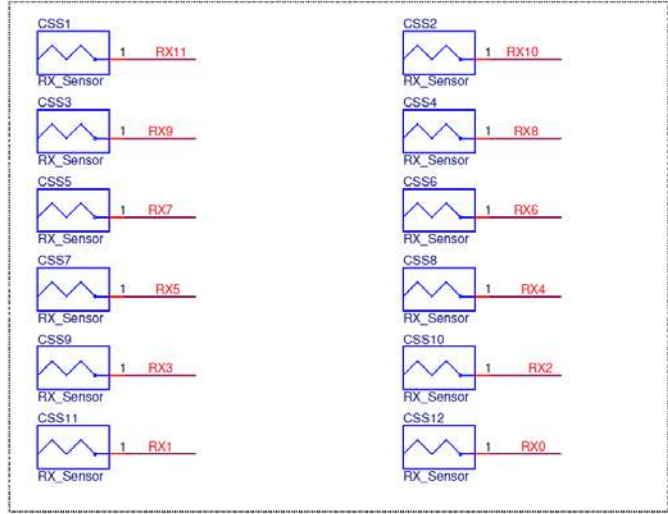 CSS1 CSS2
1 RX11 1 RX10
RX_Sensor RX_Sensor
CSS3 CSS4
1 RX9 1 RX8
RX_Sensor RX_Sensor
CSS5 CSS6
1 RX7 1 RX6
RX_Sensor RX_Sensor
CSS7 CSS8
1 RX5 1 RX4
RX_Sensor RX_Sensor
CSS9 CSS10
1 RX3 1 RX2
RX_Sensor RX_Sensor
CSS11 CSS12
1 RX1 1 RX0
RX_Sensor RX_Sensor